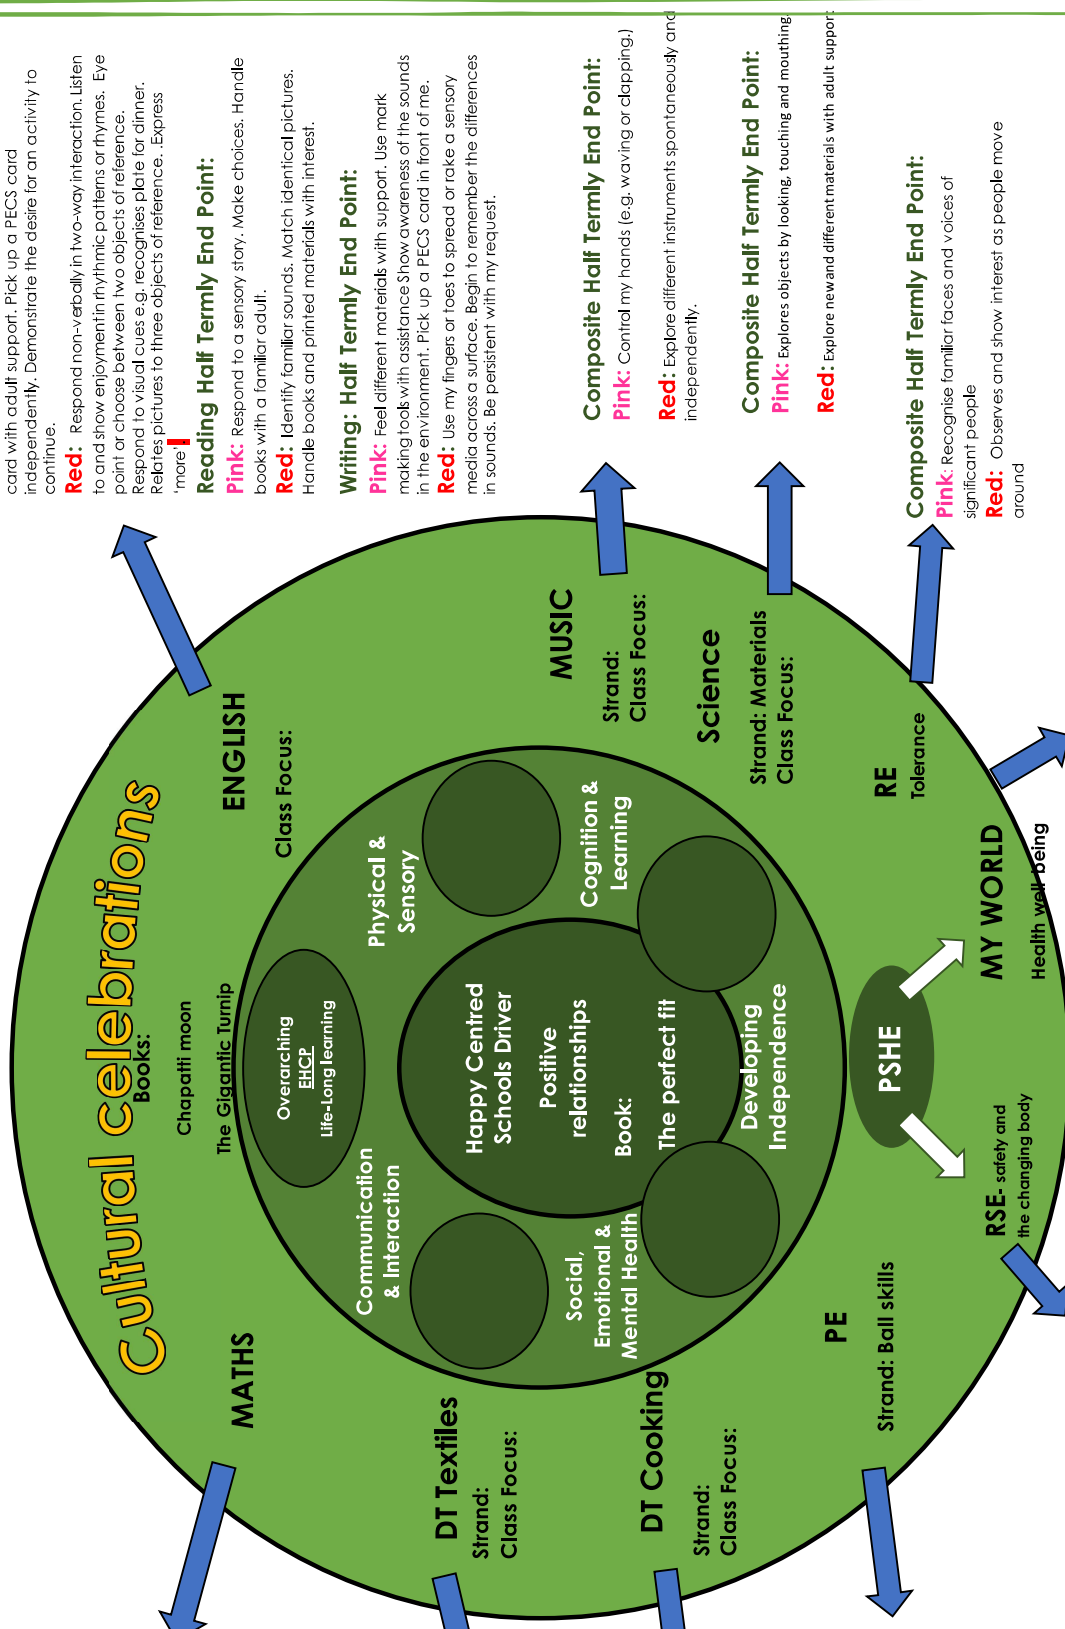 Cultural celebrations
Books:
Chapatti moon
The Gigantic Turnip
Overarching
EHCP
Life-Long learning
Communication
& Interaction
Physical &
Sensory
Cognition &
Learning
Social,
Emotional &
Mental Health
Developing
Independence
Happy Centred
Schools Driver
Positive
relationships
Book:
The perfect fit
MATHS
DT Textiles
Strand:
Class Focus:
DT Cooking
Strand:
Class Focus:
PE
Strand: Ball skills
PSHE
RSE- safety and
the changing body
MY WORLD
Health well-being
RE
Tolerance
Science
Strand: Materials
Class Focus:
MUSIC
Strand:
Class Focus:
ENGLISH
Class Focus:
card with adult support. Pick up a PECS card
independently. Demonstrate the desire for an activity to
continue.
Red: Respond non-verbally in two-way interaction. Listen
to and show enjoyment in rhythmic patterns or rhymes. Eye
point or choose between two objects of reference.
Respond to visual cues e.g. recognises plate for dinner.
Relates pictures to three objects of reference. .Express
'more'.
Reading Half Termly End Point:
Pink: Respond to a sensory story. Make choices. Handle
books with a familiar adult.
Red: Identify familiar sounds. Match identical pictures.
Handle books and printed materials with interest.
Writing: Half Termly End Point:
Pink: Feel different materials with support. Use mark
making tools with assistance Show awareness of the sounds
in the environment. Pick up a PECS card in front of me.
Red: Use my fingers or toes to spread or rake a sensory
media across a surface. Begin to remember the differences
in sounds. Be persistent with my request.
Composite Half Termly End Point:
Pink: Control my hands (e.g. waving or clapping.)
Red: Explore different instruments spontaneously and
independently.
Composite Half Termly End Point:
Pink: Explores objects by looking, touching and mouthing.
Red: Explore new and different materials with adult support
Composite Half Termly End Point:
Pink: Recognise familiar faces and voices of
significant people
Red: Observes and show interest as people move
around